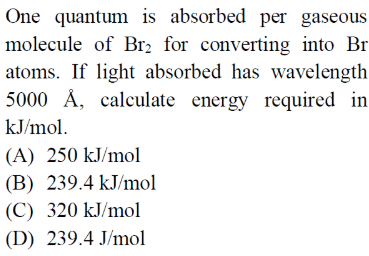 One quantum is absorbed per gaseous
molecule of Br₂ for converting into Br
atoms. If light absorbed has wavelength
5000 Å, calculate energy required in
kJ/mol.
(A) 250 kJ/mol
(B) 239.4 kJ/mol
(C) 320 kJ/mol
(D) 239.4 J/mol